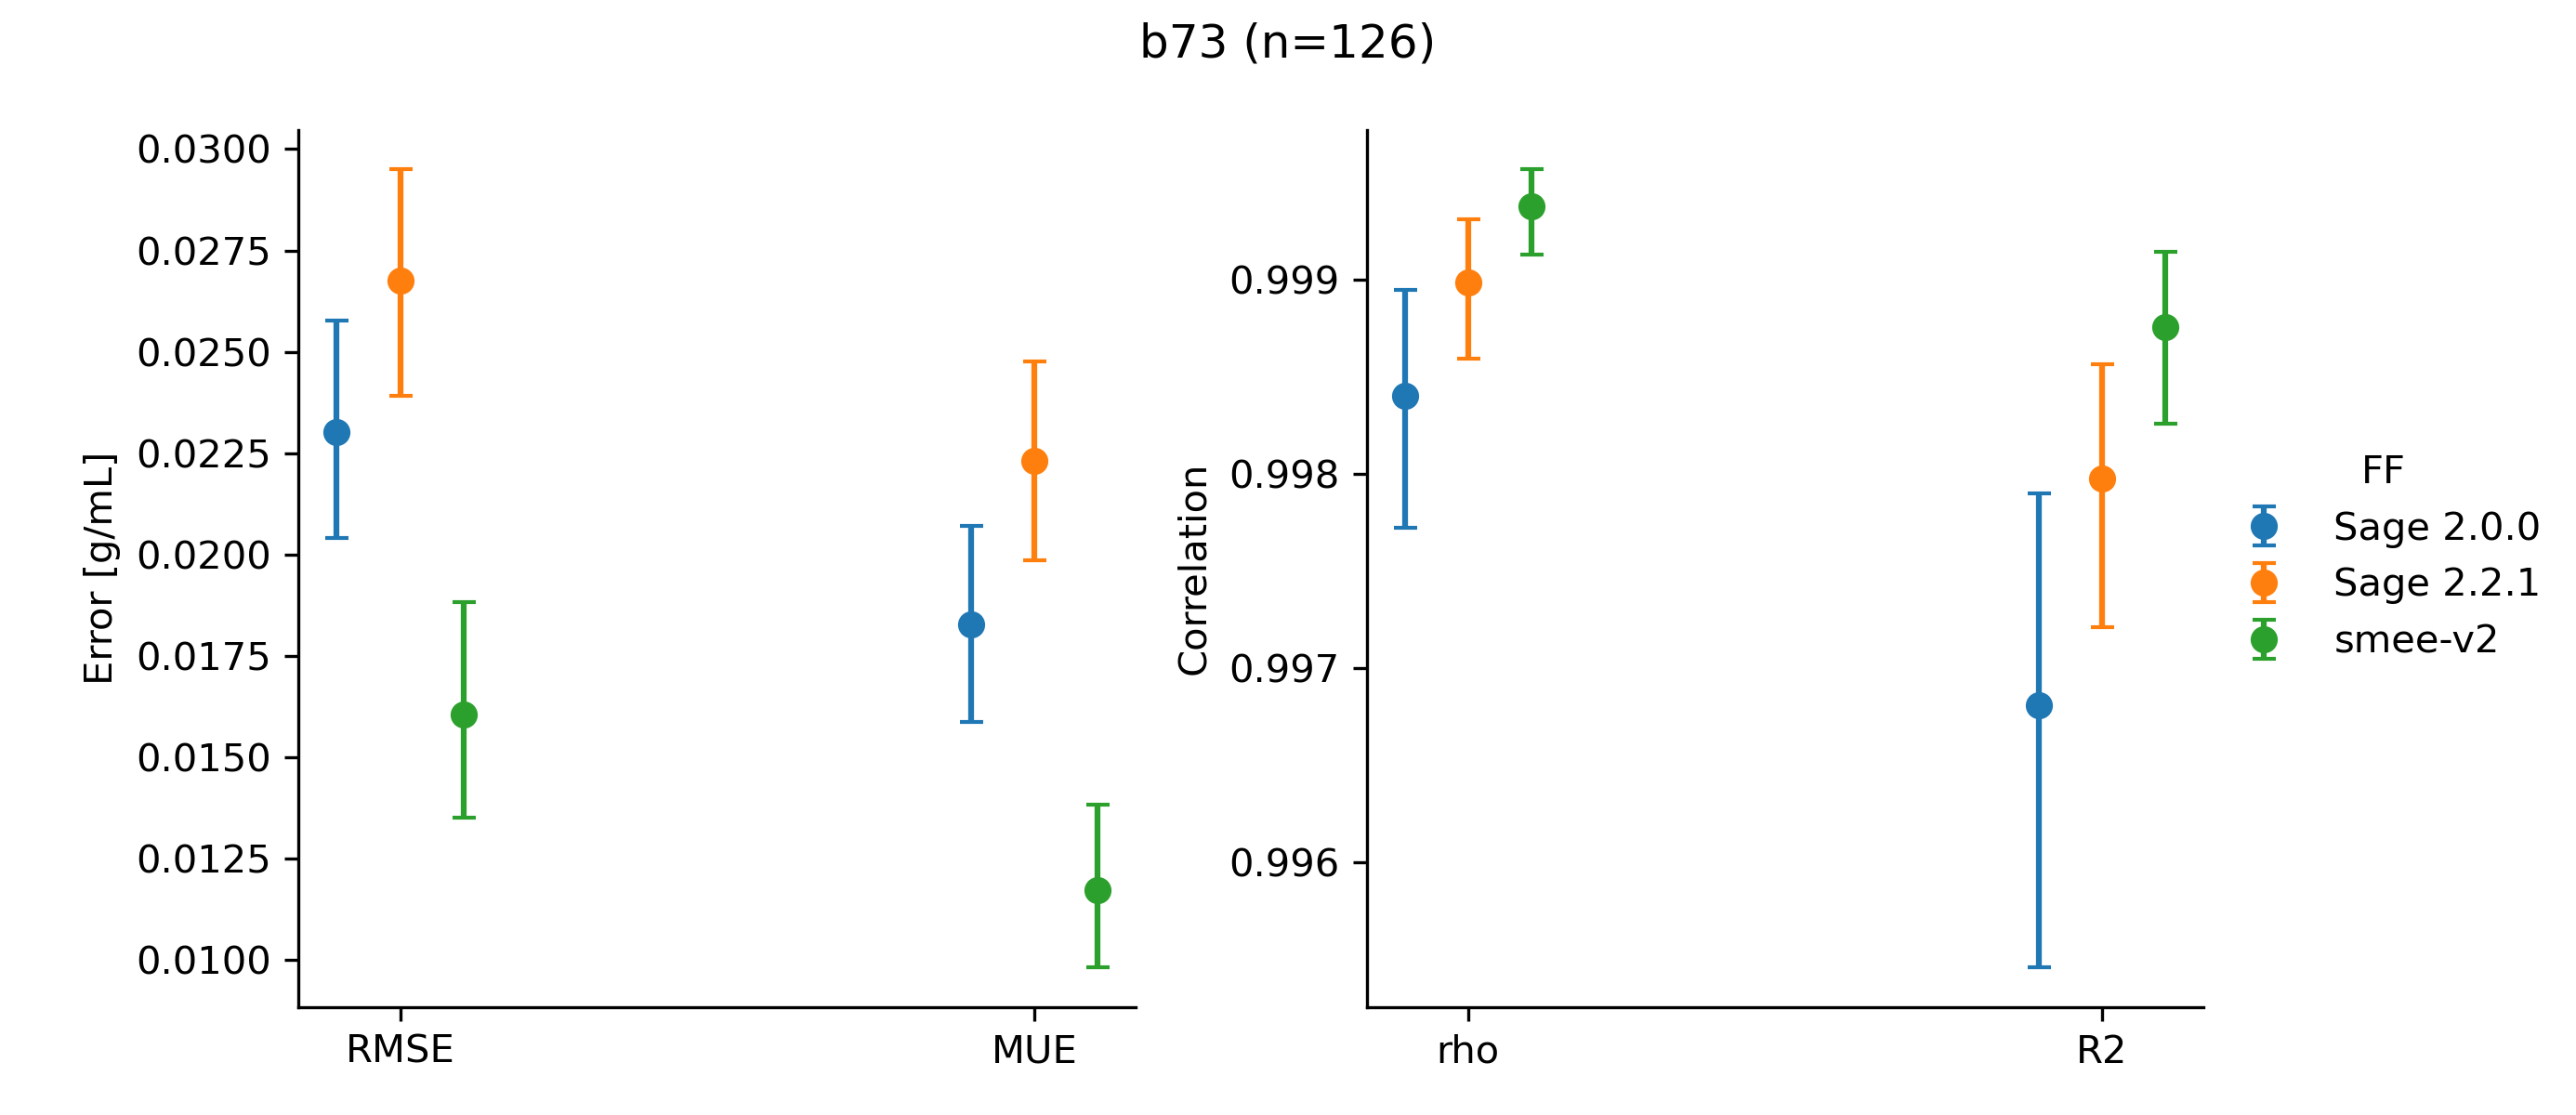 b73 (n=126)
Error [g/mL]
0.0300
0.0275
0.0250
0.0225
0.0200
0.0175
0.0150
0.0125
0.0100
RMSE
MUE
Correlation
0.999
0.998
0.997
0.996
rho
R2
FF
Sage 2.0.0
Sage 2.2.1
smee-v2